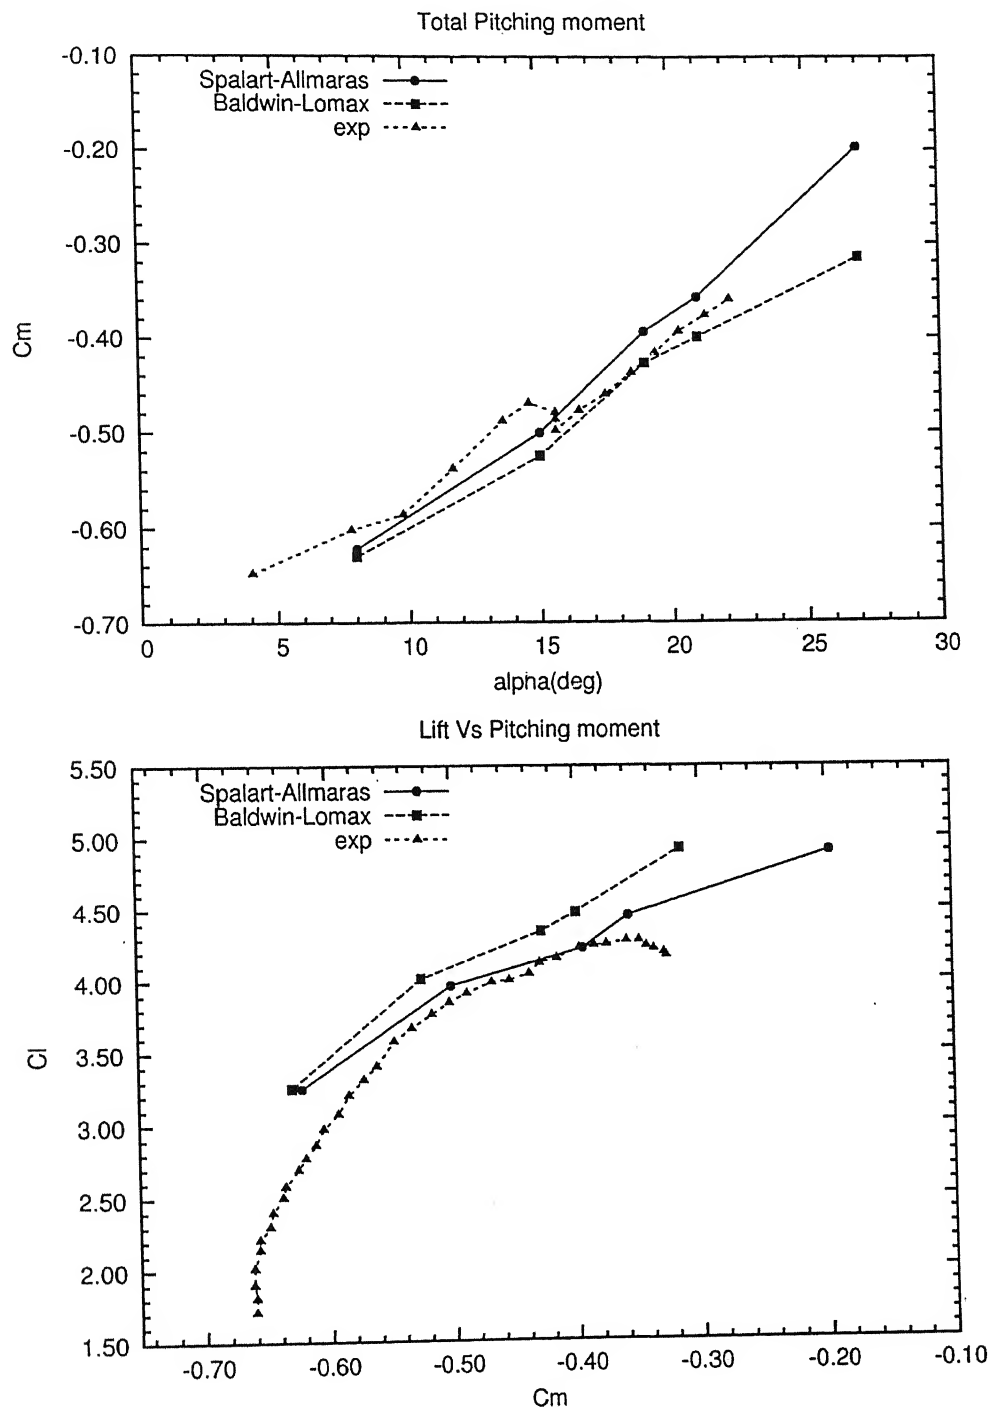 Total Pitching moment
-0.10
Spalart-Allmaras
Baldwin-Lomax
exp
-0.20
-0.30
Cm
-0.40
-0.50
-0.60
-0.70
0 5 10 15 20 25 30
alpha(deg)
Lift Vs Pitching moment
5.50
Spalart-Allmaras
Baldwin-Lomax
exp
5.00
4.50
4.00
Cl
3.50
3.00
2.50
2.00
1.50
-0.70 -0.60 -0.50 -0.40 -0.30 -0.20 -0.10
Cm